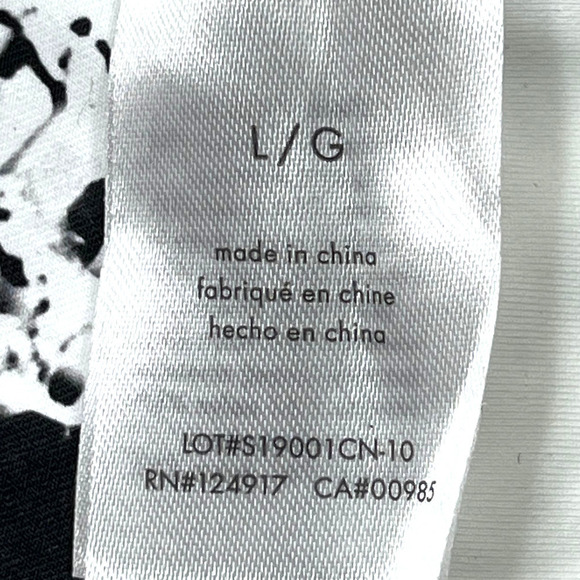 L/G
made in china
fabriqué en chine
hecho en china
LOT#S19001CN-10
RN#124917 CA#00985